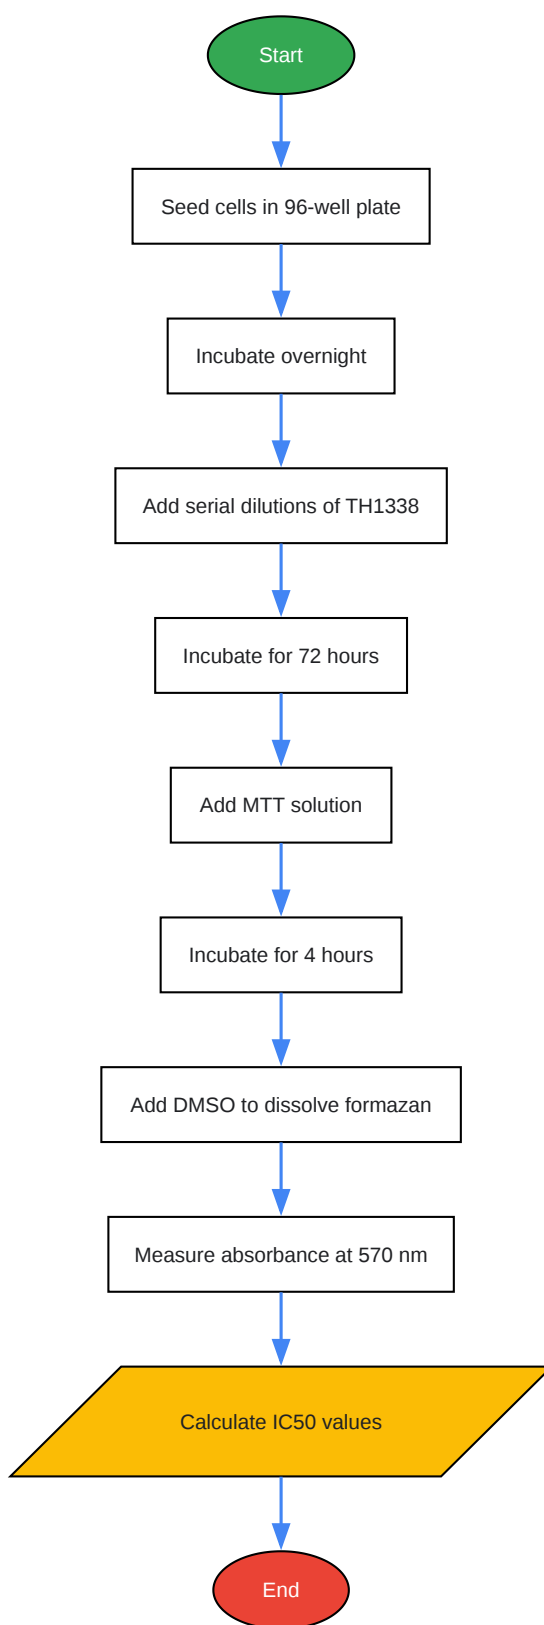 Start
Seed cells in 96-well plate
Incubate overnight
Add serial dilutions of TH1338
Incubate for 72 hours
Add MTT solution
Incubate for 4 hours
Add DMSO to dissolve formazan
Measure absorbance at 570 nm
Calculate IC50 values
End